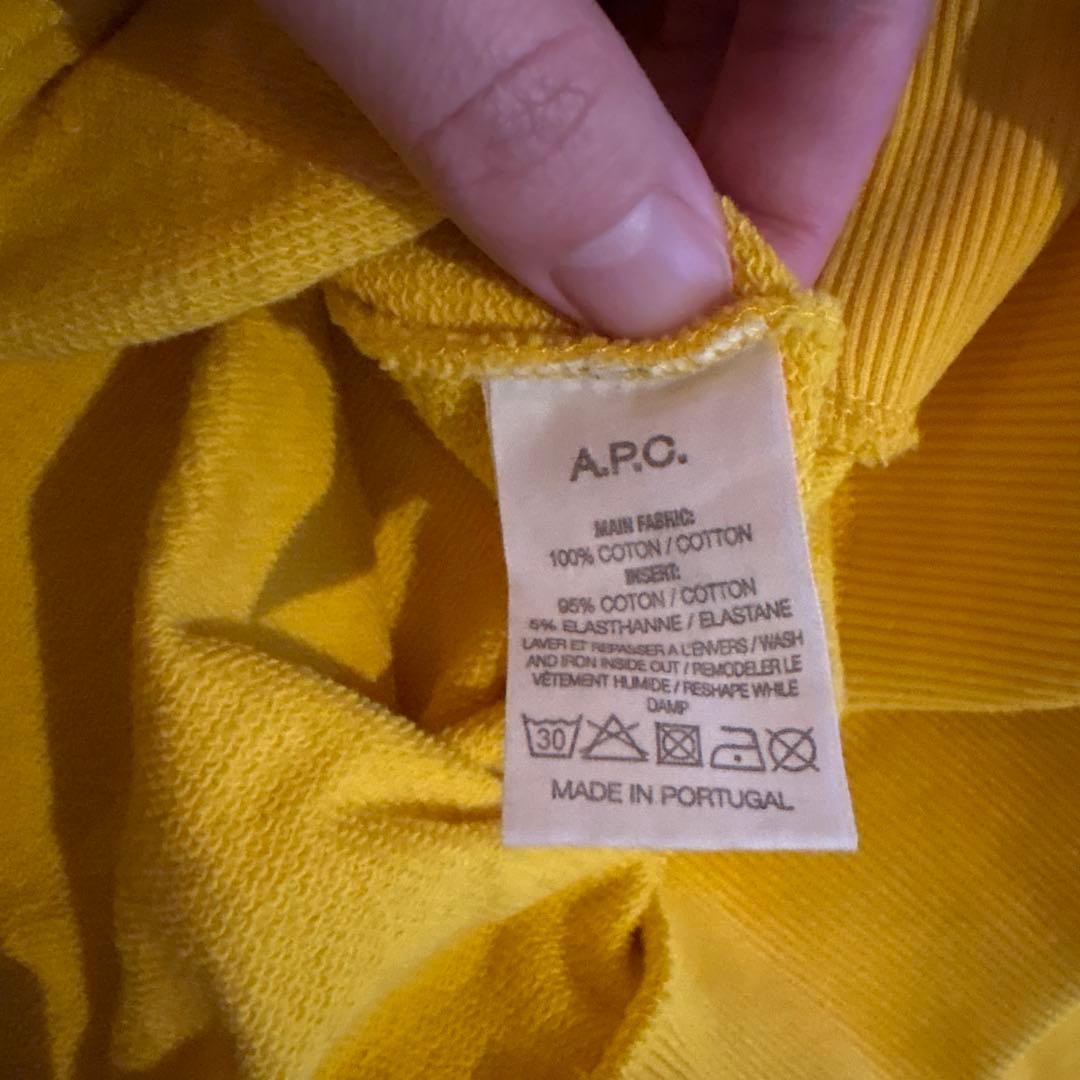 A.P.C.
MAIN FABRIC:
100% COTON / COTTON
INSERT:
95% COTON / COTTON
5% ELASTHANNE / ELASTANE
LAVER ET REPASSER A L'ENVERS / WASH
AND IRON INSIDE OUT / REMODELER LE
VÊTEMENT HUMIDE / RESHAPE WHILE
DAMP
30
MADE IN PORTUGAL